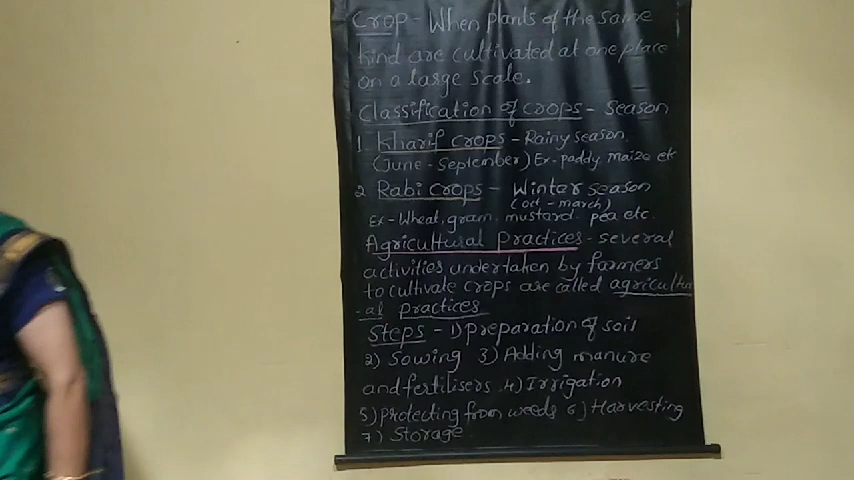 Crop - When plants of the same
kind are cultivated at one place
on a large scale.
Classification of crops - season
1. Kharif crops - Rainy season.
(June - September) Ex - paddy maize etc
2. Rabi crops - Winter season
(oct - march)
Ex - Wheat, gram, mustard. pea etc.
Agricultural practices - several
activities undertaken by farmers
to cultivate crops are called agricultur
-al practices
Steps - 1) preparation of soil
2) Sowing 3) Adding manure
and fertilisers 4) Irrigation
5) protecting from weeds 6) Harvesting
7) Storage